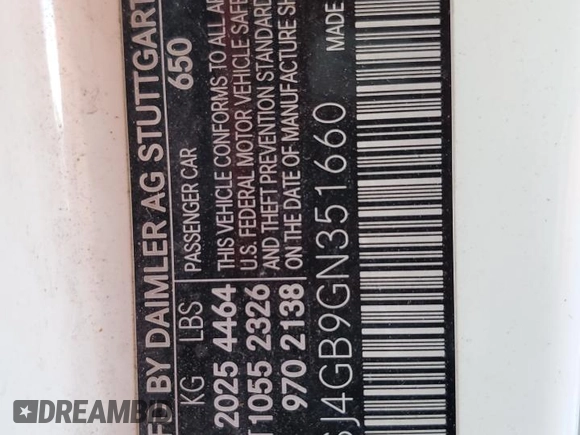 FD BY DAIMLER AG STUTTGART
KG LBS PASSENGER CAR 650
2025 4464 THIS VEHICLE CONFORMS TO ALL
1055 2326 U.S. FEDERAL MOTOR VEHICLE
AND THEFT PREVENTION STANDARD
970 2138 ON THE DATE OF MANUFACTURE
J4GB9GN351660 MADE
DREAMBID